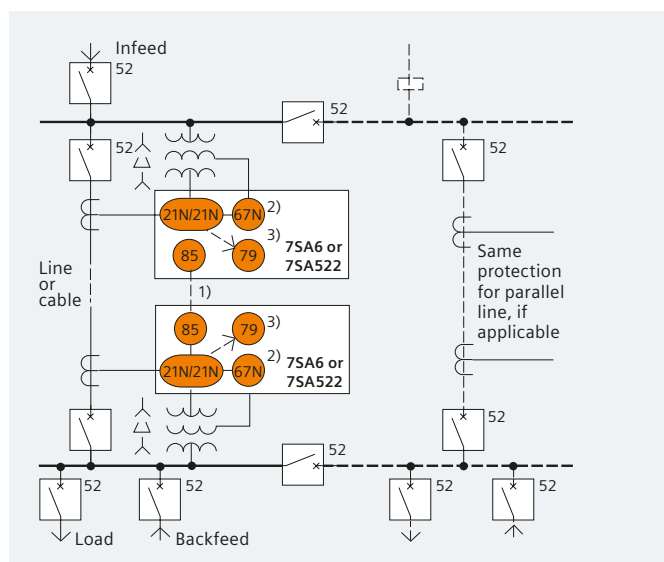 Infeed
52
52
52
52
21N/21N
67N
2)
85
79
3)
7SA6 or
7SA522
Line
or
cable
1)
Same
protection
for parallel
line, if
applicable
85
79
3)
21N/21N
67N
2)
7SA6 or
7SA522
52
52
52
52
52
52
52
Load
Backfeed